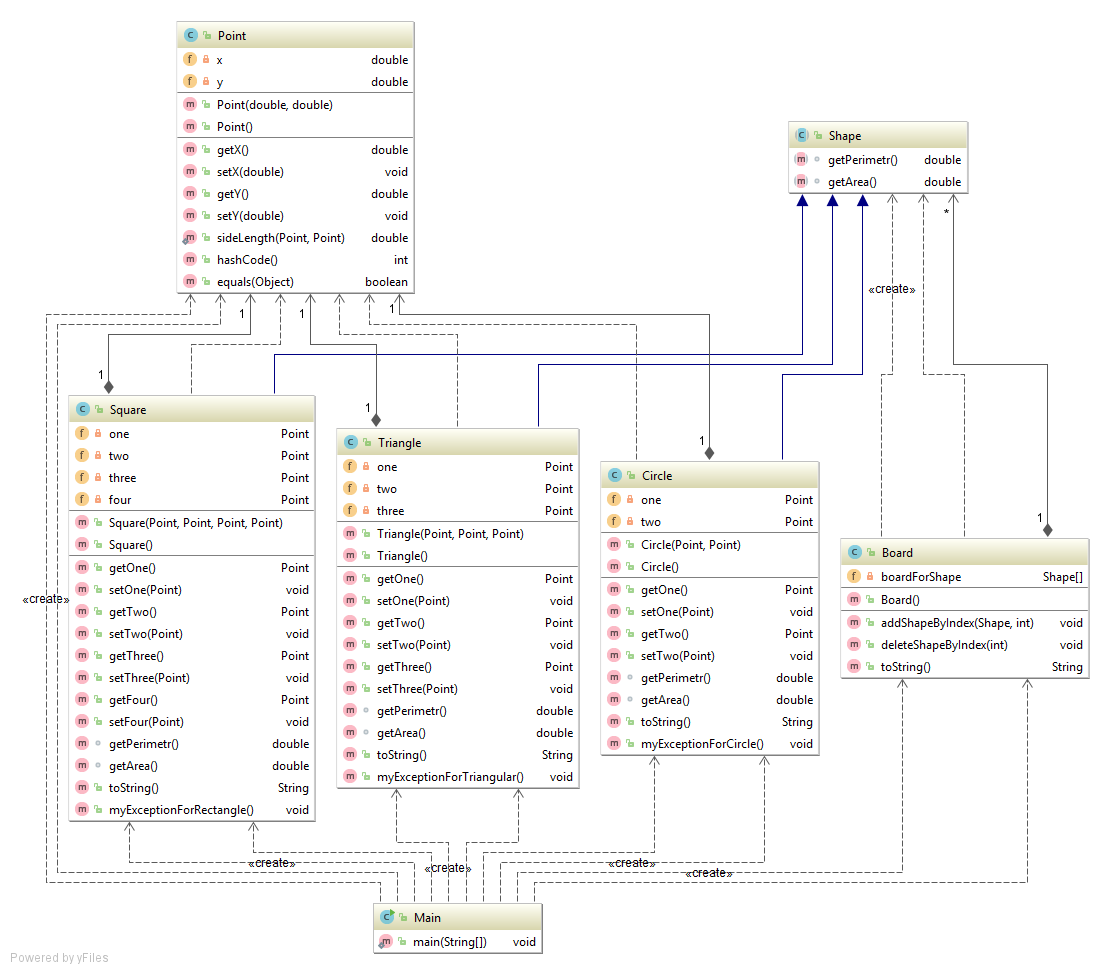 Point
x double
y double
Point(double, double)
Point()
getX() double
setX(double) void
getY() double
setY(double) void
sideLength(Point, Point) double
hashCode() int
equals(Object) boolean
Shape
getPerimetr() double
getArea() double
*
«create»
1
1
1
1
1
1
1
Square
one Point
two Point
three Point
four Point
Square(Point, Point, Point, Point)
Square()
getOne() Point
setOne(Point) void
getTwo() Point
setTwo(Point) void
getThree() Point
setThree(Point) void
getFour() Point
setFour(Point) void
getPerimetr() double
getArea() double
toString() String
myExceptionForRectangle() void
Triangle
one Point
two Point
three Point
Triangle(Point, Point, Point)
Triangle()
getOne() Point
setOne(Point) void
getTwo() Point
setTwo(Point) void
getThree() Point
setThree(Point) void
getPerimetr() double
getArea() double
toString() String
myExceptionForTriangular() void
Circle
one Point
two Point
Circle(Point, Point)
Circle()
getOne() Point
setOne(Point) void
getTwo() Point
setTwo(Point) void
getPerimetr() double
getArea() double
toString() String
myExceptionForCircle() void
Board
boardForShape Shape[]
Board()
addShapeByIndex(Shape, int) void
deleteShapeByIndex(int) void
toString() String
«create»
«create»
«create»
«create»
«create»
Main
main(String[]) void
Powered by yFiles